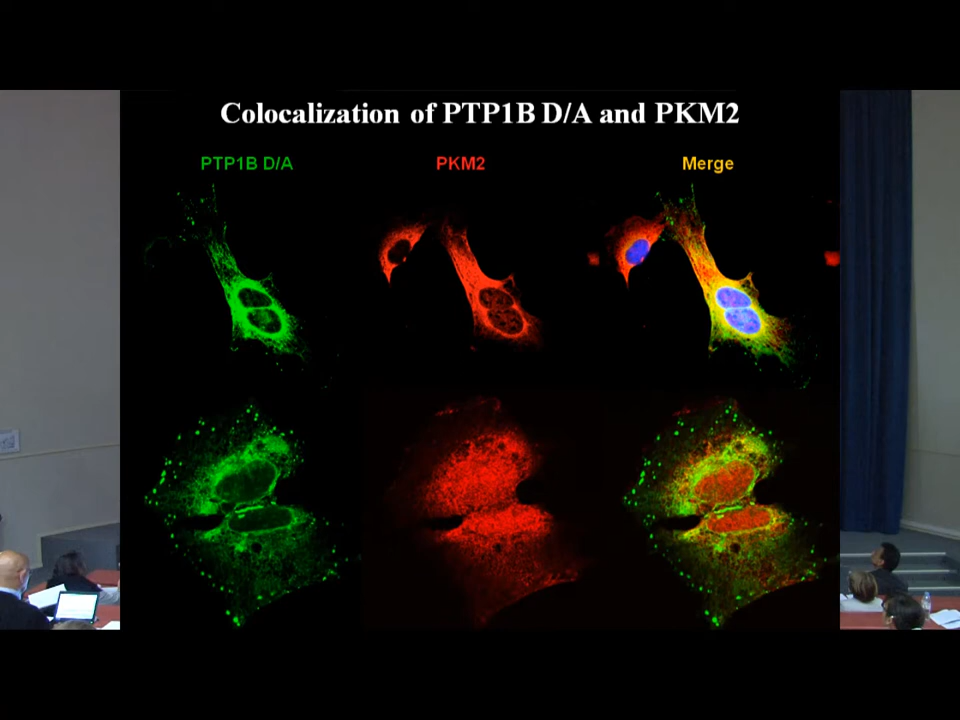 Colocalization of PTP1B D/A and PKM2
PTP1B D/A
PKM2
Merge